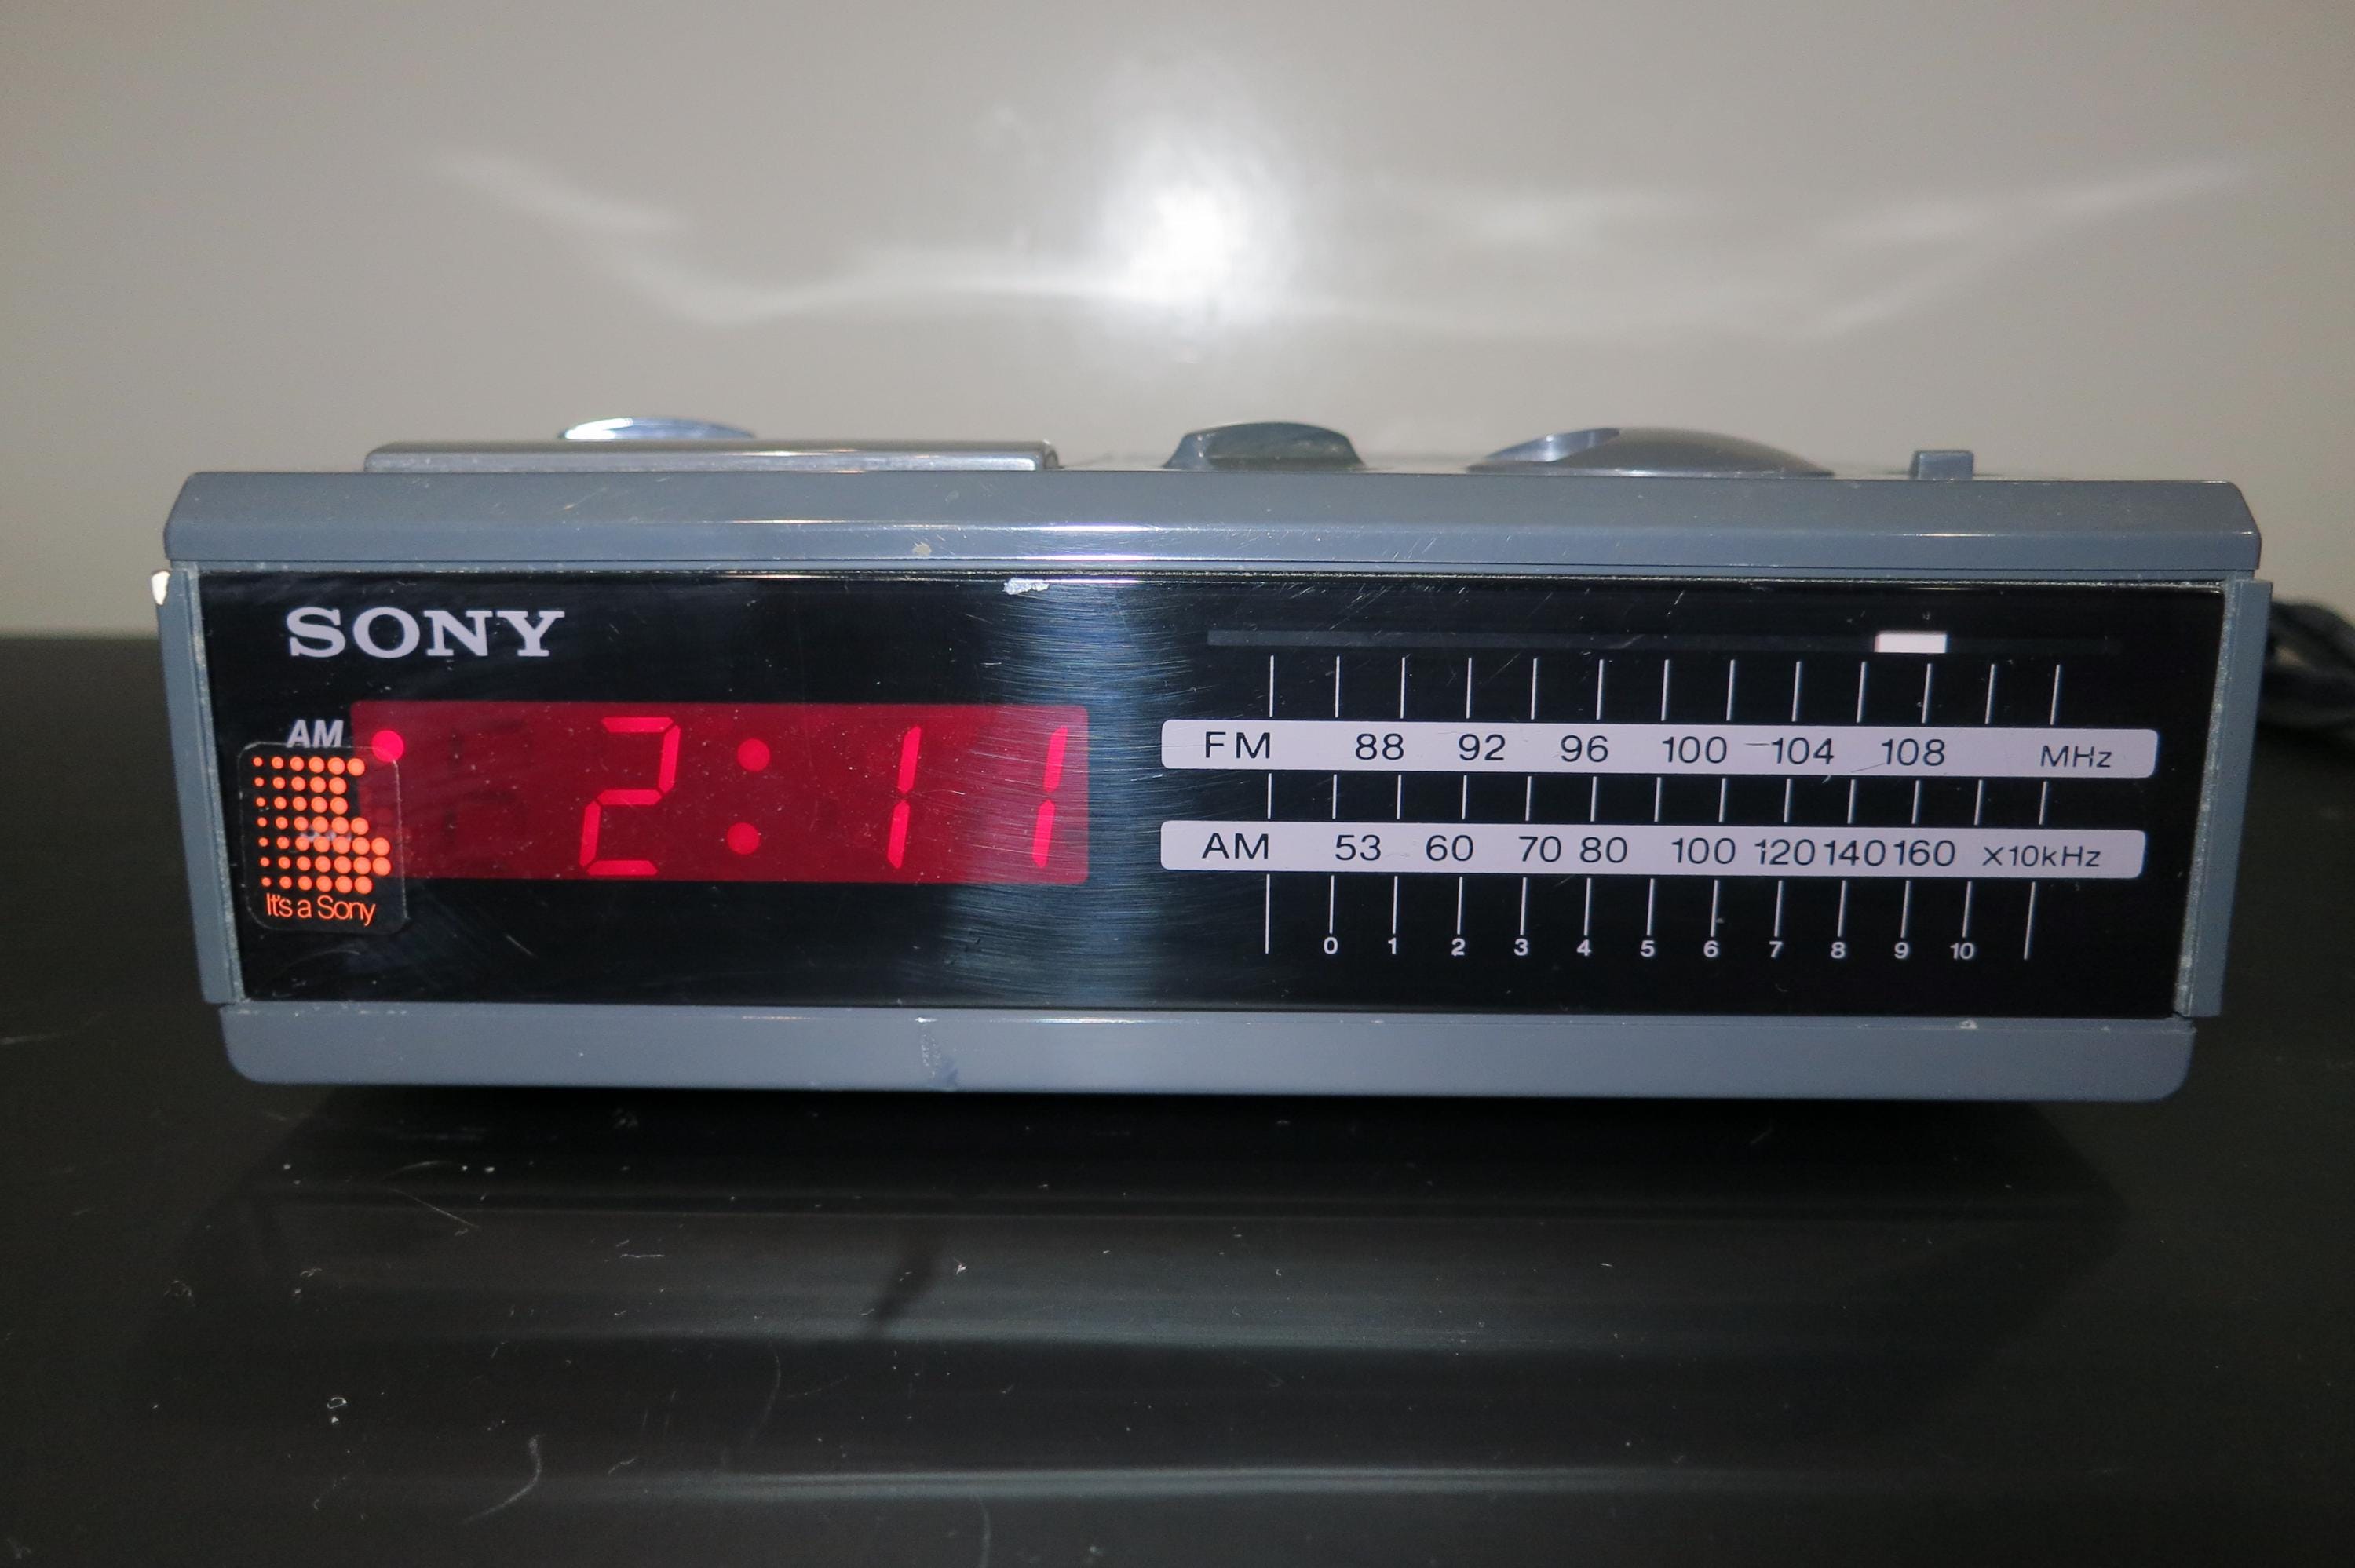 SONY
AM
2:11
It's a Sony
FM 88 92 96 100 104 108 MHz
AM 53 60 70 80 100 120 140 160 X10kHz
0 1 2 3 4 5 6 7 8 9 10